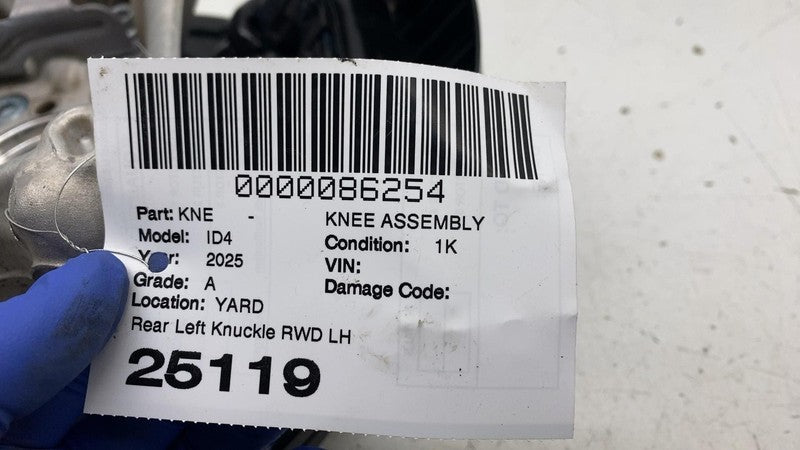 0000086254
Part: KNE - KNEE ASSEMBLY
Model: ID4 Condition: 1K
Year: 2025 VIN:
Grade: A Damage Code:
Location: YARD
Rear Left Knuckle RWD LH
25119